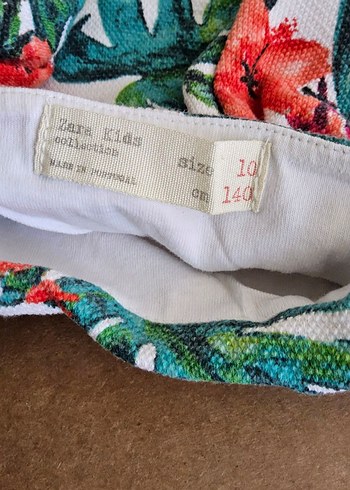 Zara Kids
collection
MADE IN PORTUGAL
size 10
cm 140